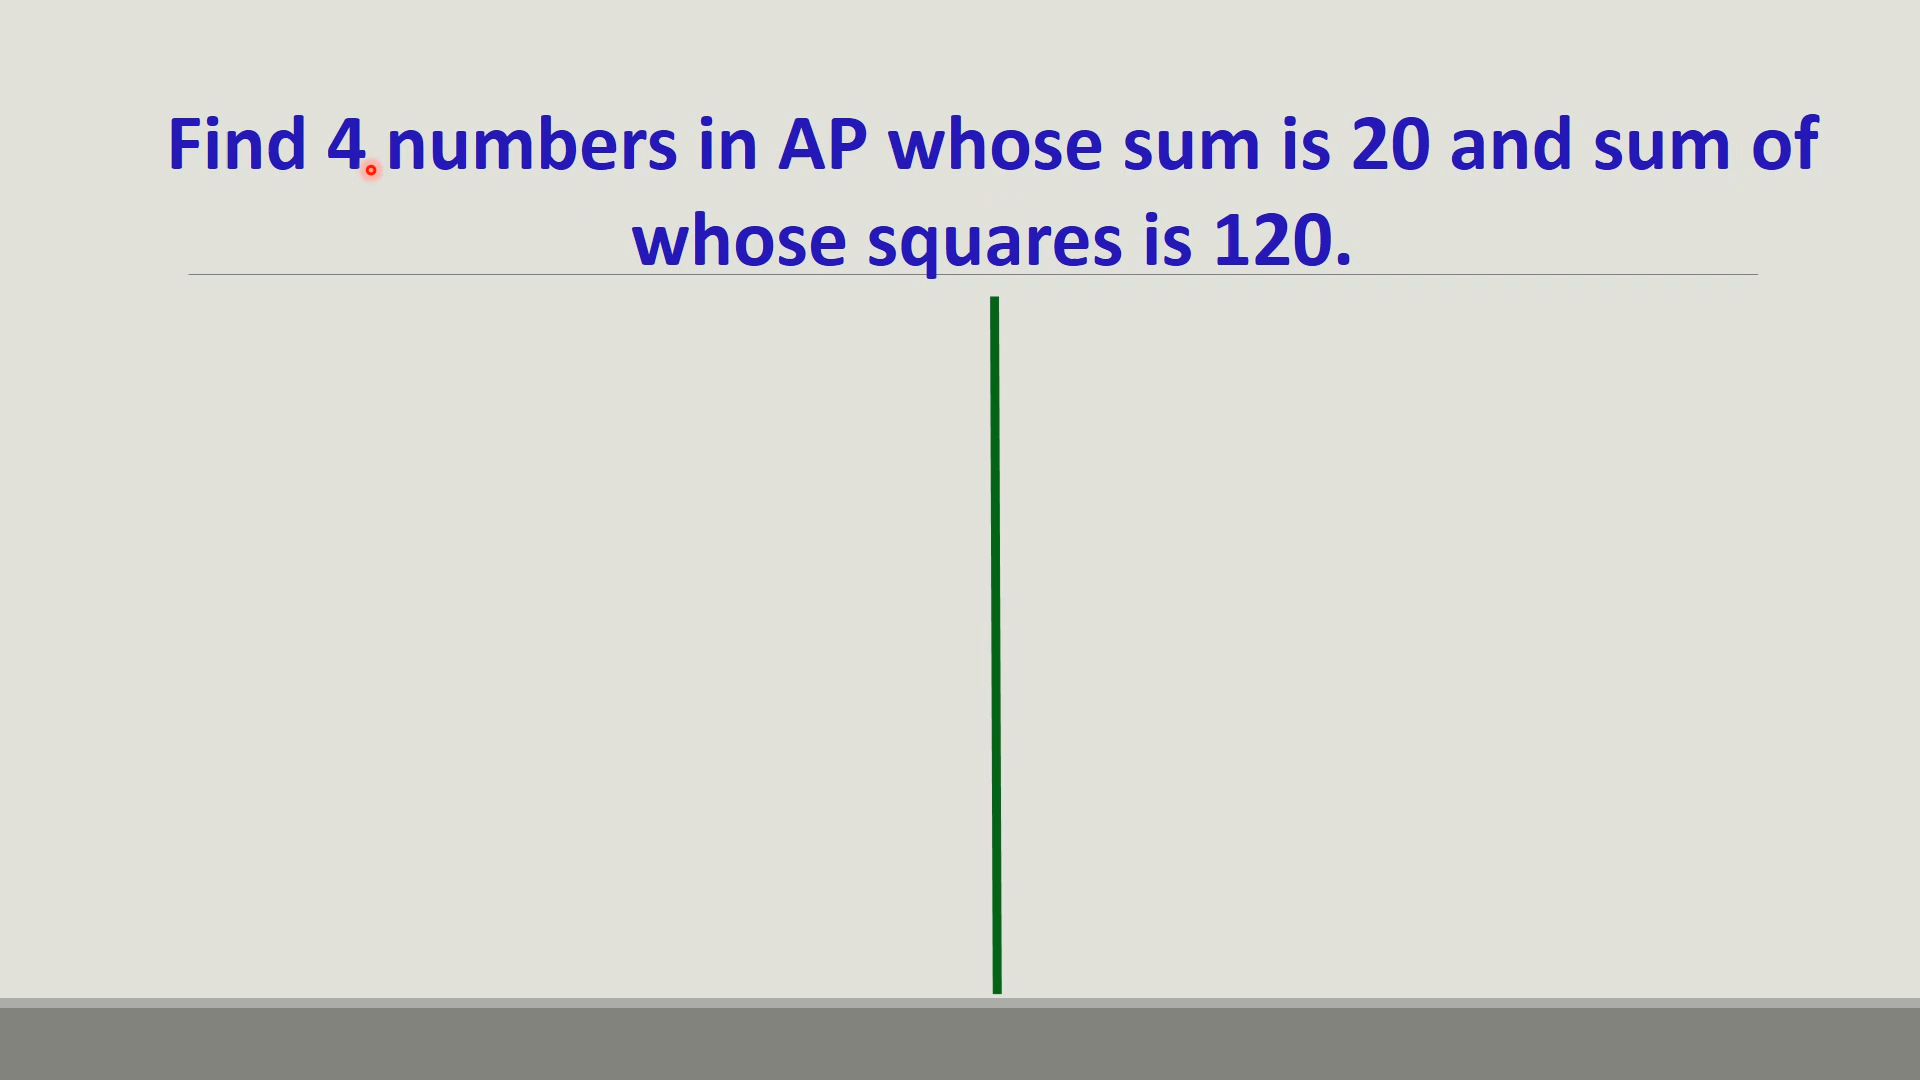 Find 4 numbers in AP whose sum is 20 and sum of
whose squares is 120.